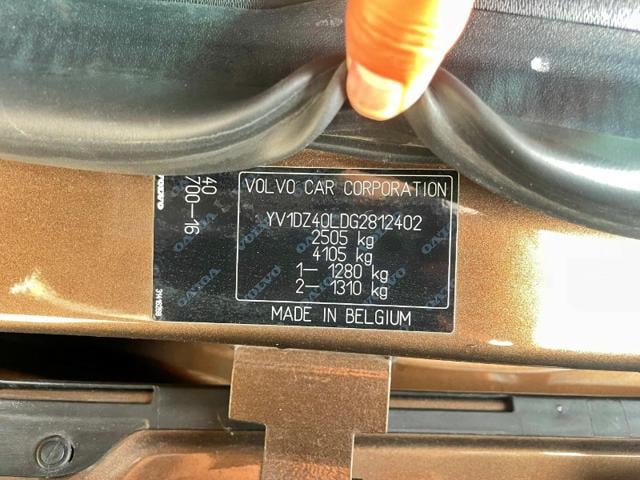 VOLVO CAR CORPORATION
YV1DZ40LDG2812402
2505 kg
4105 kg
1– 1280 kg
2– 1310 kg
MADE IN BELGIUM
40
700–16
VOLVO